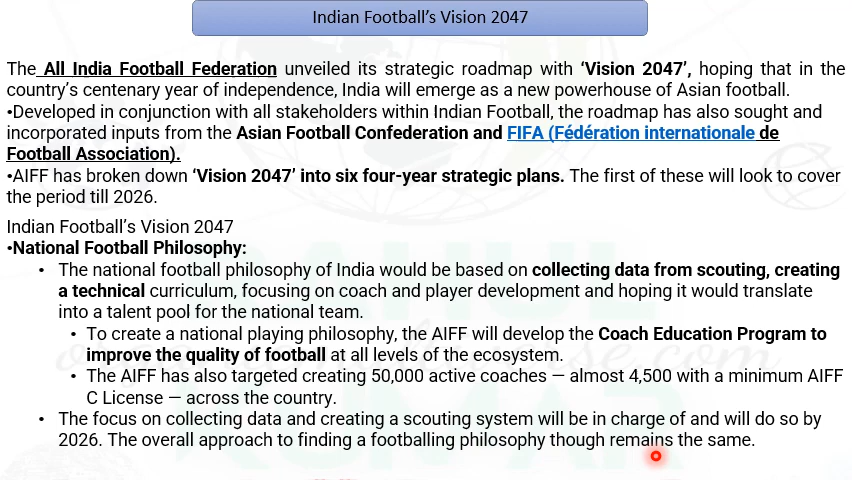 Indian Football's Vision 2047
The All India Football Federation unveiled its strategic roadmap with ‘Vision 2047’, hoping that in the
country's centenary year of independence, India will emerge as a new powerhouse of Asian football.
•Developed in conjunction with all stakeholders within Indian Football, the roadmap has also sought and
incorporated inputs from the Asian Football Confederation and FIFA (Fédération internationale de
Football Association).
•AIFF has broken down ‘Vision 2047’ into six four-year strategic plans. The first of these will look to cover
the period till 2026.
Indian Football's Vision 2047
•National Football Philosophy:
• The national football philosophy of India would be based on collecting data from scouting, creating
a technical curriculum, focusing on coach and player development and hoping it would translate
into a talent pool for the national team.
• To create a national playing philosophy, the AIFF will develop the Coach Education Program to
improve the quality of football at all levels of the ecosystem.
• The AIFF has also targeted creating 50,000 active coaches — almost 4,500 with a minimum AIFF
C License — across the country.
• The focus on collecting data and creating a scouting system will be in charge of and will do so by
2026. The overall approach to finding a footballing philosophy though remains the same.